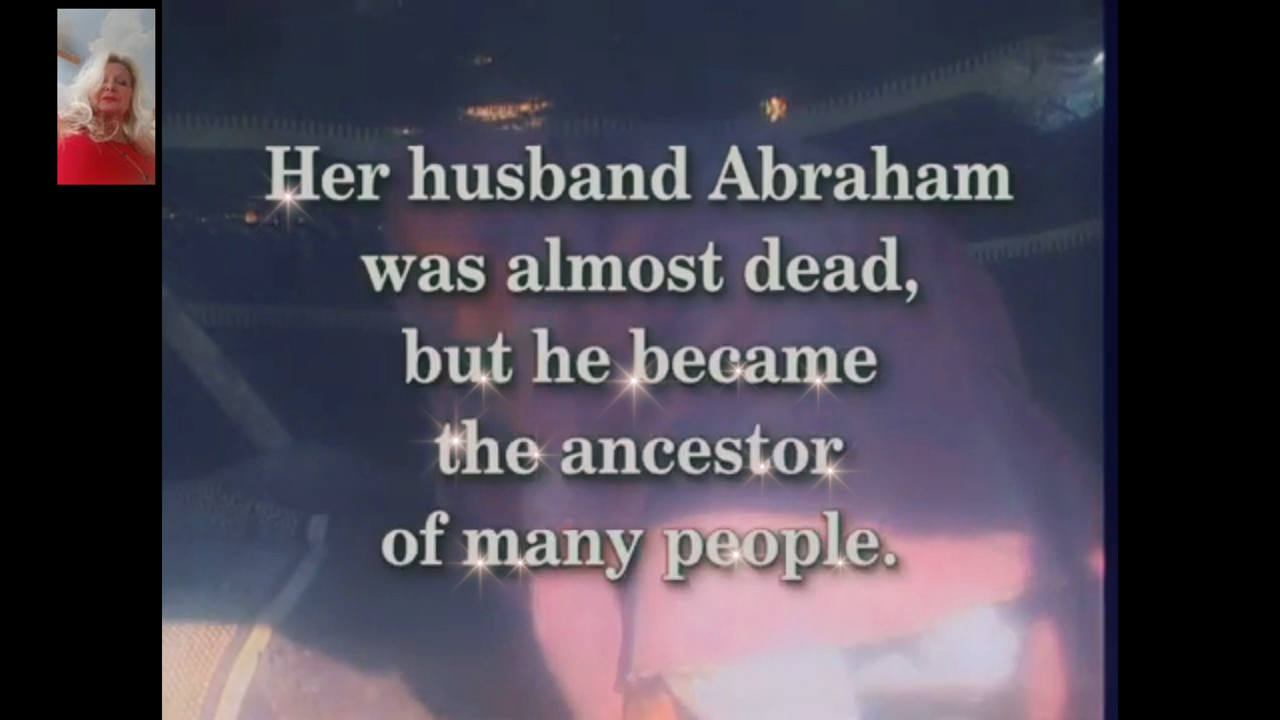 Her husband Abraham
was almost dead,
but he became
the ancestor
of many people.